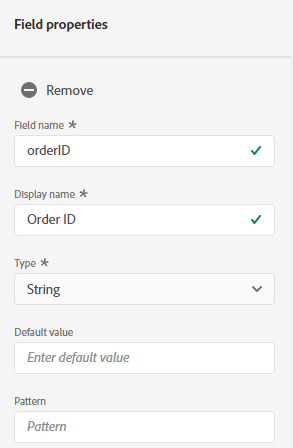 Field properties
Remove
Field name *
orderID
Display name *
Order ID
Type *
String
Default value
Enter default value
Pattern
Pattern